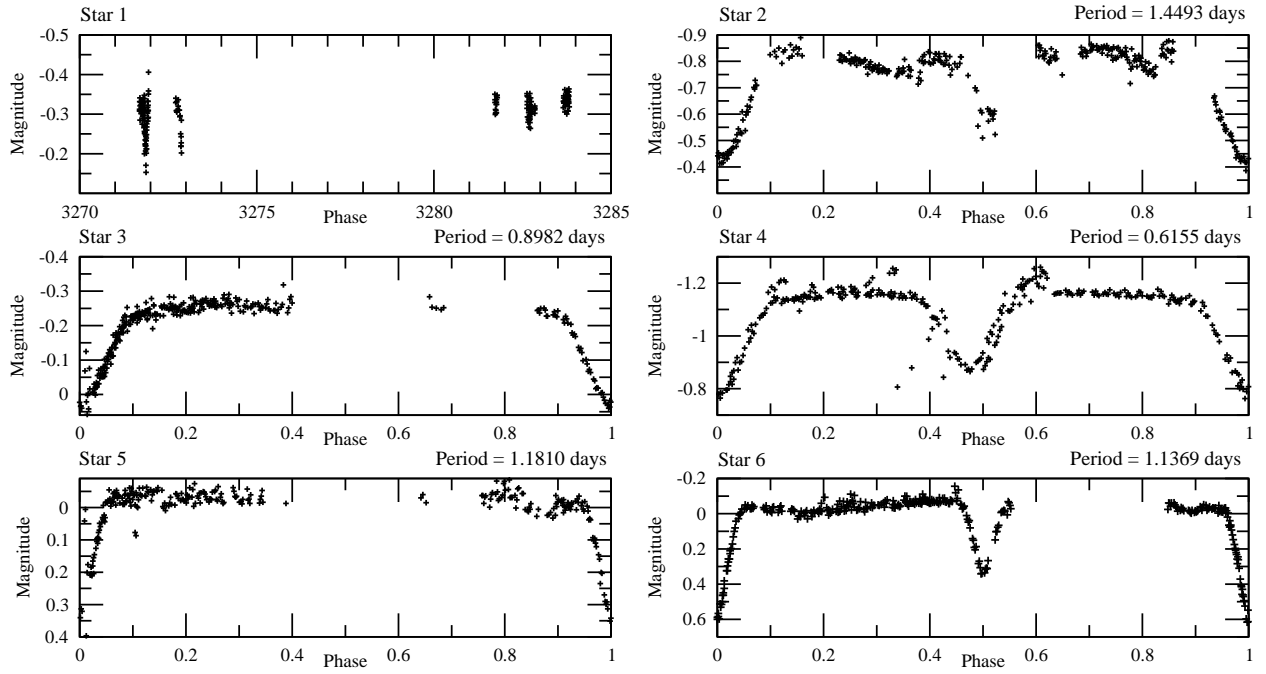 Star 1
-0.5
-0.4
-0.3
-0.2
Magnitude
3270 3275 3280 3285
Phase
Star 2 Period = 1.4493 days
-0.9
-0.8
-0.7
-0.6
-0.5
-0.4
Magnitude
0 0.2 0.4 0.6 0.8 1
Phase
Star 3 Period = 0.8982 days
-0.4
-0.3
-0.2
-0.1
0
Magnitude
0 0.2 0.4 0.6 0.8 1
Phase
Star 4 Period = 0.6155 days
-1.2
-1
-0.8
Magnitude
0 0.2 0.4 0.6 0.8 1
Phase
Star 5 Period = 1.1810 days
0
0.1
0.2
0.3
0.4
Magnitude
0 0.2 0.4 0.6 0.8 1
Phase
Star 6 Period = 1.1369 days
-0.2
0
0.2
0.4
0.6
Magnitude
0 0.2 0.4 0.6 0.8 1
Phase